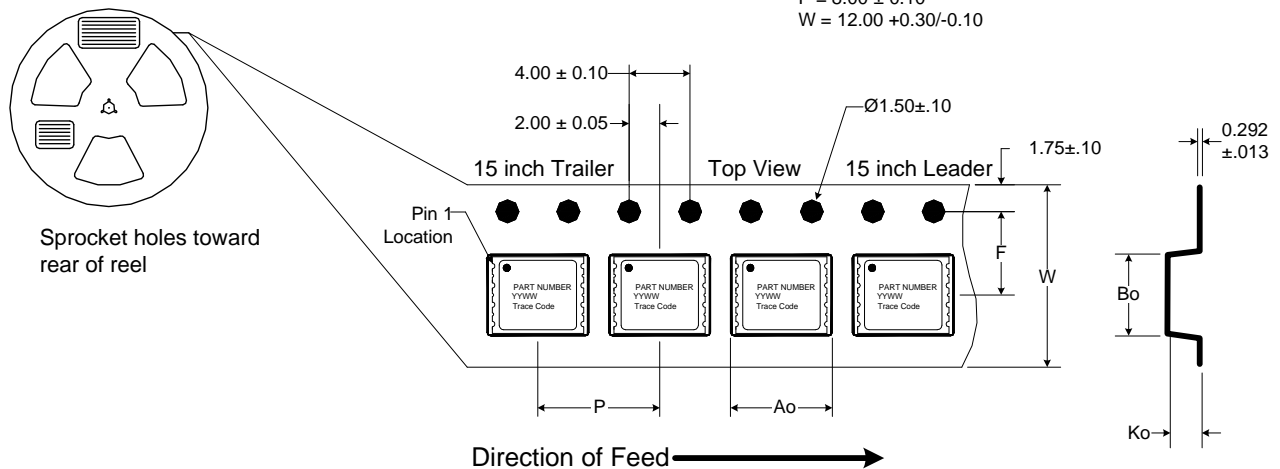 W = 12.00 +0.30/-0.10
4.00 ± 0.10
2.00 ± 0.05
Ø1.50±.10
1.75±.10
0.292
±.013
15 inch Trailer
Top View
15 inch Leader
Pin 1
Location
Sprocket holes toward
rear of reel
F
W
Bo
PART NUMBER
YYWW
Trace Code
PART NUMBER
YYWW
Trace Code
PART NUMBER
YYWW
Trace Code
PART NUMBER
YYWW
Trace Code
P
Ao
Ko
Direction of Feed